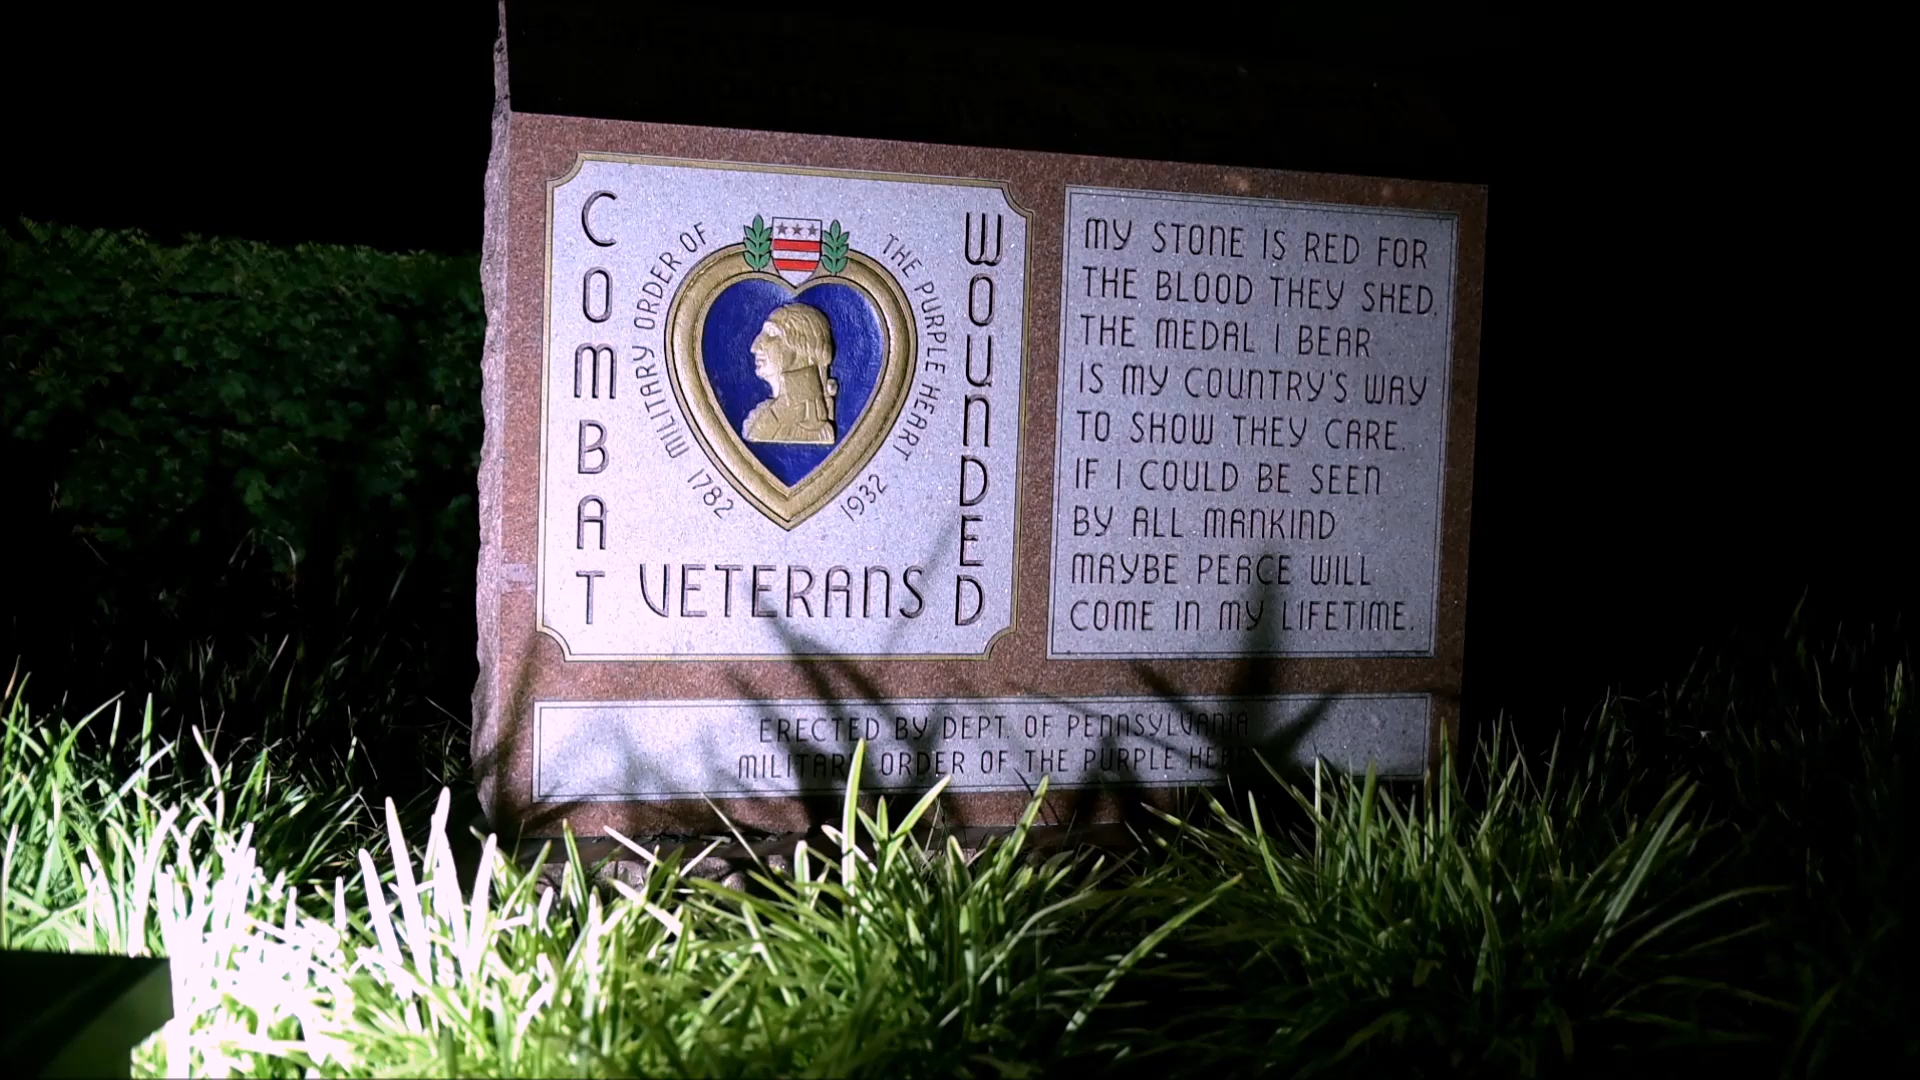 COMBAT
WOUNDED
VETERANS
MILITARY ORDER OF
THE PURPLE HEART
1782
1932
MY STONE IS RED FOR
THE BLOOD THEY SHED.
THE MEDAL I BEAR
IS MY COUNTRY'S WAY
TO SHOW THEY CARE.
IF I COULD BE SEEN
BY ALL MANKIND
MAYBE PEACE WILL
COME IN MY LIFETIME.
ERECTED BY DEPT. OF PENNSYLVANIA
MILITARY ORDER OF THE PURPLE HEART